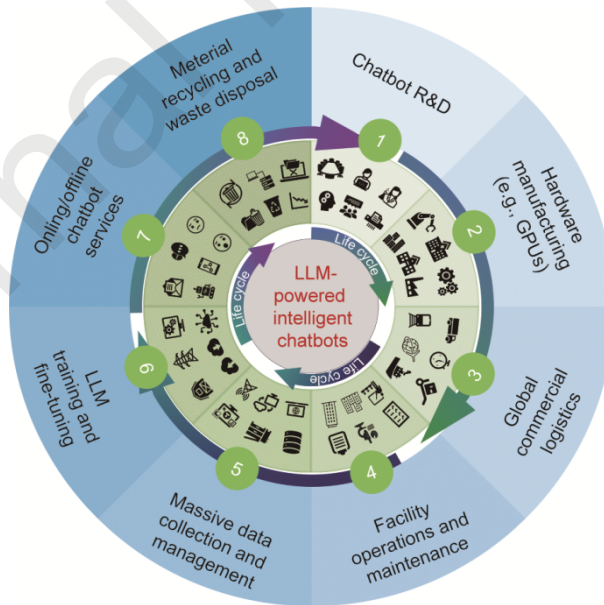 LLM-
powered
intelligent
chatbots
Life cycle
Life cycle
Life cycle
1
Chatbot R&D
2
Hardware
manufacturing
(e.g., GPUs)
3
Global
commercial
logistics
4
Facility
operations and
maintenance
5
Massive data
collection and
management
6
LLM
training and
fine-tuning
7
Onling/offline
chatbot
services
8
Meterial
recycling and
waste disposal